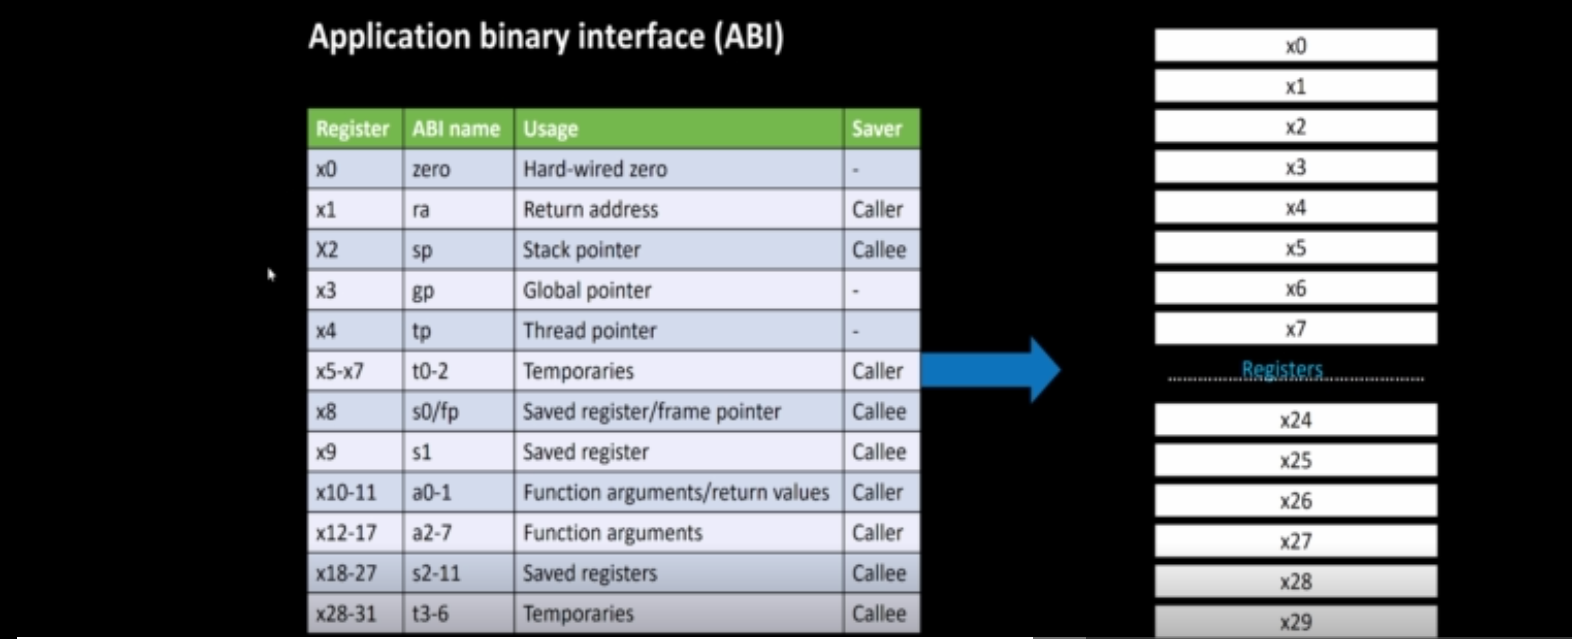 Application binary interface (ABI)
Register ABI name Usage Saver
x0 zero Hard-wired zero -
x1 ra Return address Caller
X2 sp Stack pointer Callee
x3 gp Global pointer -
x4 tp Thread pointer -
x5-x7 t0-2 Temporaries Caller
x8 s0/fp Saved register/frame pointer Callee
x9 s1 Saved register Callee
x10-11 a0-1 Function arguments/return values Caller
x12-17 a2-7 Function arguments Caller
x18-27 s2-11 Saved registers Callee
x28-31 t3-6 Temporaries Callee
x0
x1
x2
x3
x4
x5
x6
x7
Registers
x24
x25
x26
x27
x28
x29